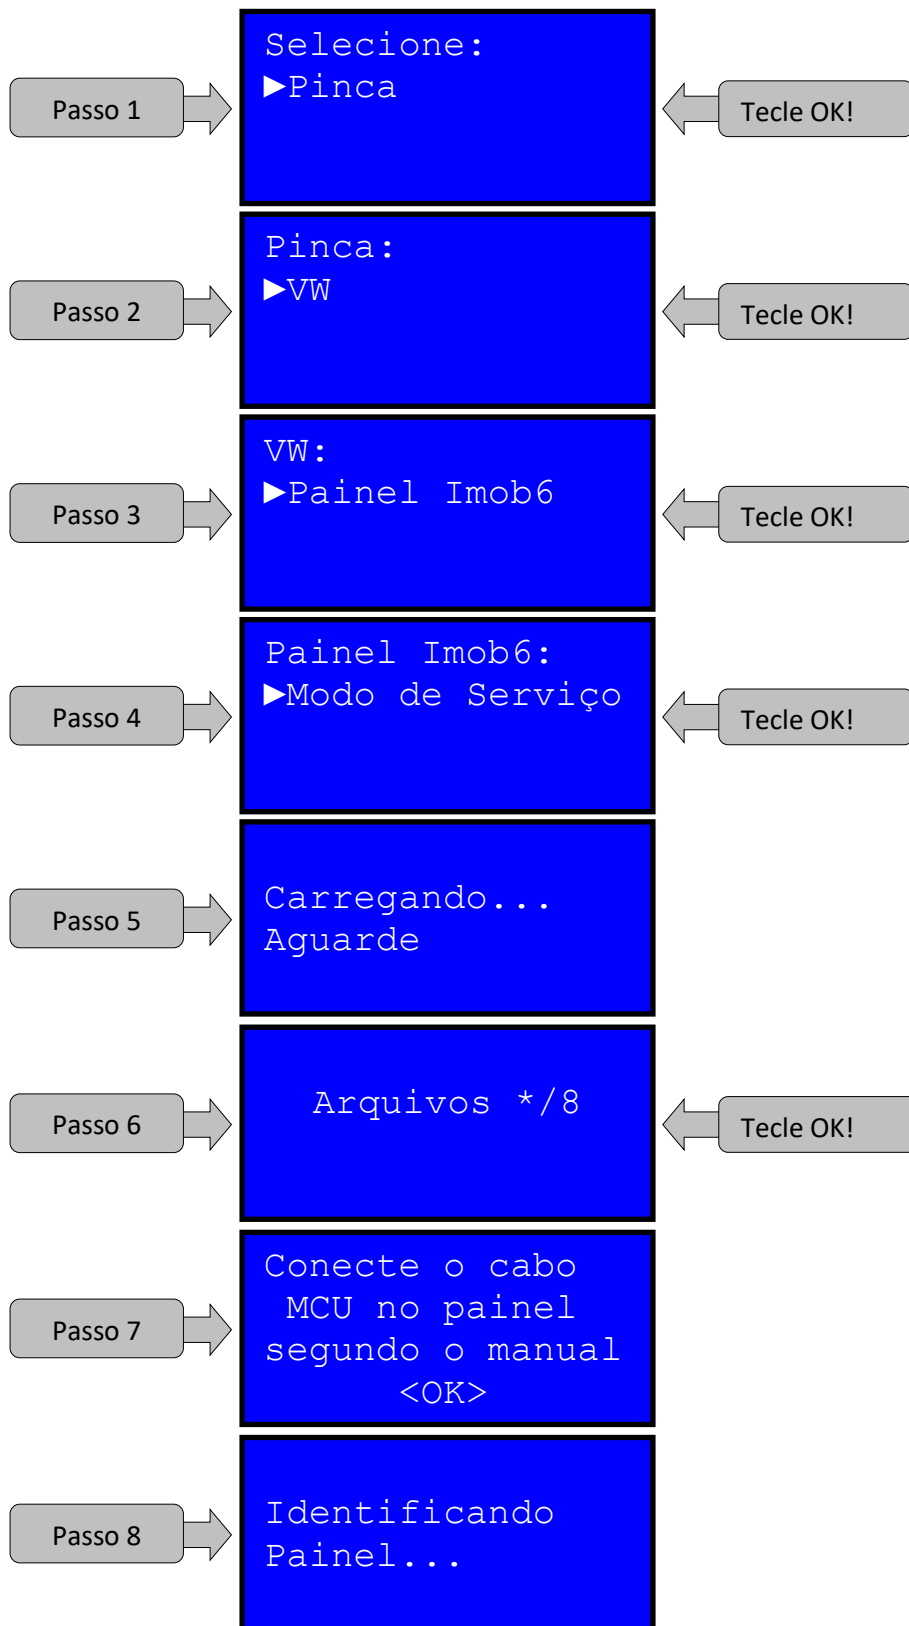 Passo 1
Selecione:
►Pinca
Tecle OK!
Passo 2
Pinca:
►VW
Tecle OK!
Passo 3
VW:
►Painel Imob6
Tecle OK!
Passo 4
Painel Imob6:
►Modo de Serviço
Tecle OK!
Passo 5
Carregando...
Aguarde
Passo 6
Arquivos */8
Tecle OK!
Passo 7
Conecte o cabo
MCU no painel
segundo o manual
<OK>
Passo 8
Identificando
Painel...